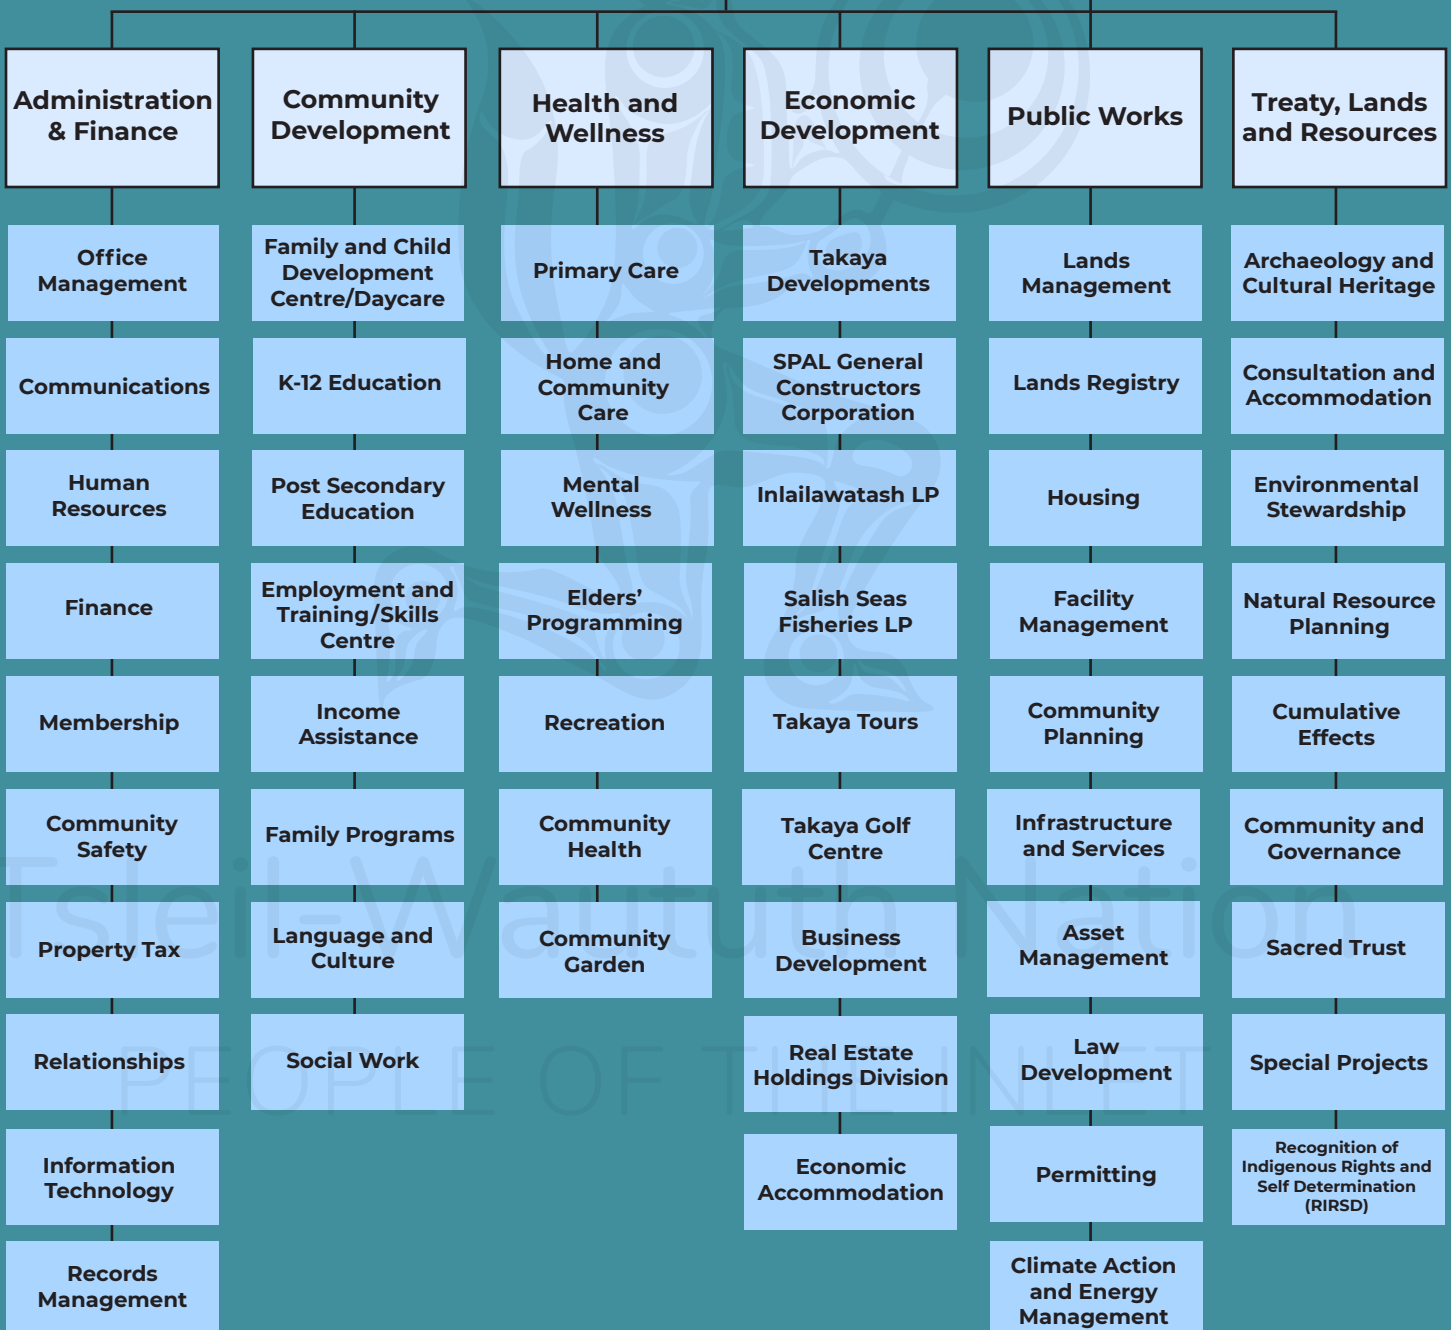 Administration
& Finance
Office
Management
Communications
Human
Resources
Finance
Membership
Community
Safety
Property Tax
Relationships
Information
Technology
Records
Management
Community
Development
Family and Child
Development
Centre/Daycare
K-12 Education
Post Secondary
Education
Employment and
Training/Skills
Centre
Income
Assistance
Family Programs
Language and
Culture
Social Work
Health and
Wellness
Primary Care
Home and
Community
Care
Mental
Wellness
Elders’
Programming
Recreation
Community
Health
Community
Garden
Economic
Development
Takaya
Developments
SPAL General
Constructors
Corporation
Inlailawatash LP
Salish Seas
Fisheries LP
Takaya Tours
Takaya Golf
Centre
Business
Development
Real Estate
Holdings Division
Economic
Accommodation
Public Works
Lands
Management
Lands Registry
Housing
Facility
Management
Community
Planning
Infrastructure
and Services
Asset
Management
Law
Development
Permitting
Climate Action
and Energy
Management
Treaty, Lands
and Resources
Archaeology and
Cultural Heritage
Consultation and
Accommodation
Environmental
Stewardship
Natural Resource
Planning
Cumulative
Effects
Community and
Governance
Sacred Trust
Special Projects
Recognition of
Indigenous Rights and
Self Determination
(RIRSD)
Tsleil-Waututh Nation
PEOPLE OF THE INLET